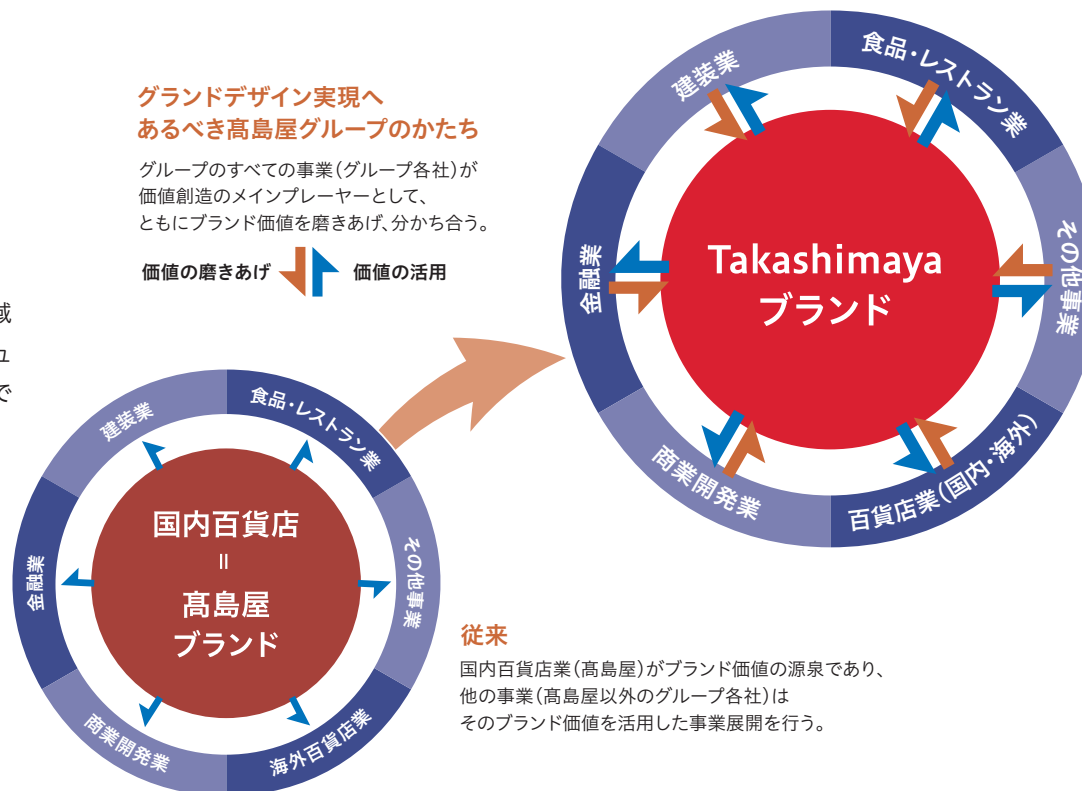 グランドデザイン実現へ
あるべき髙島屋グループのかたち
グループのすべての事業(グループ各社)が
価値創造のメインプレーヤーとして、
ともにブランド価値を磨きあげ、分かち合う。
価値の磨きあげ
価値の活用
建装業
食品・レストラン業
金融業
その他事業
商業開発業
百貨店業(国内・海外)
Takashimaya
ブランド
ュ
で
建装業
食品・レストラン業
金融業
その他事業
商業開発業
海外百貨店業
国内百貨店
=
髙島屋
ブランド
従来
国内百貨店業(髙島屋)がブランド価値の源泉であり、
他の事業(髙島屋以外のグループ各社)は
そのブランド価値を活用した事業展開を行う。